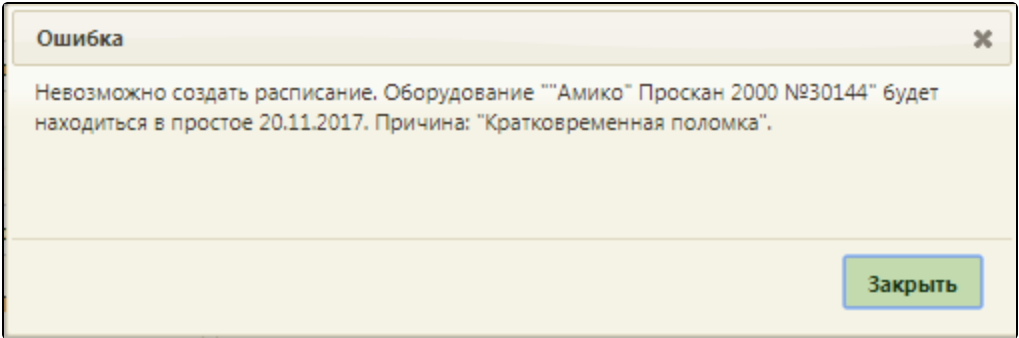 Ошибка
Невозможно создать расписание. Оборудование ""Амико" Проскан 2000 №30144" будет
находиться в простое 20.11.2017. Причина: "Кратковременная поломка".
Закрыть